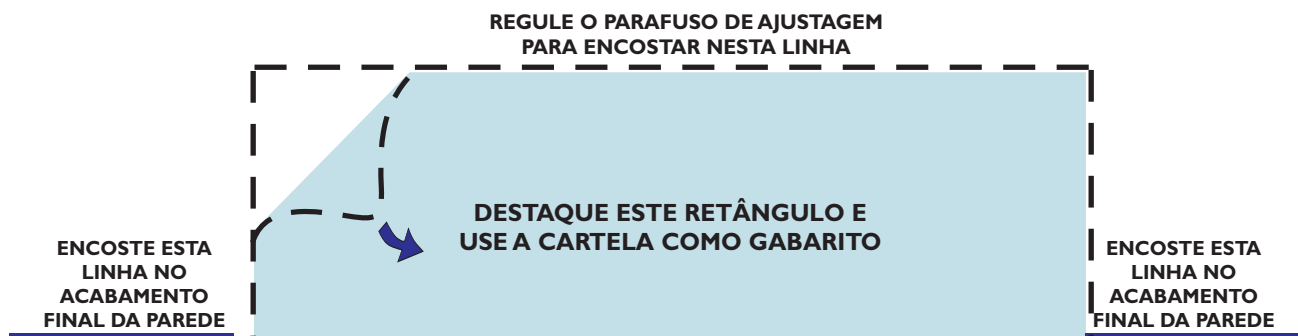 REGULE O PARAFUSO DE AJUSTAGEM
PARA ENCOSTAR NESTA LINHA
DESTAQUE ESTE RETÂNGULO E
USE A CARTELA COMO GABARITO
ENCOSTE ESTA
LINHA NO
ACABAMENTO
FINAL DA PAREDE
ENCOSTE ESTA
LINHA NO
ACABAMENTO
FINAL DA PAREDE